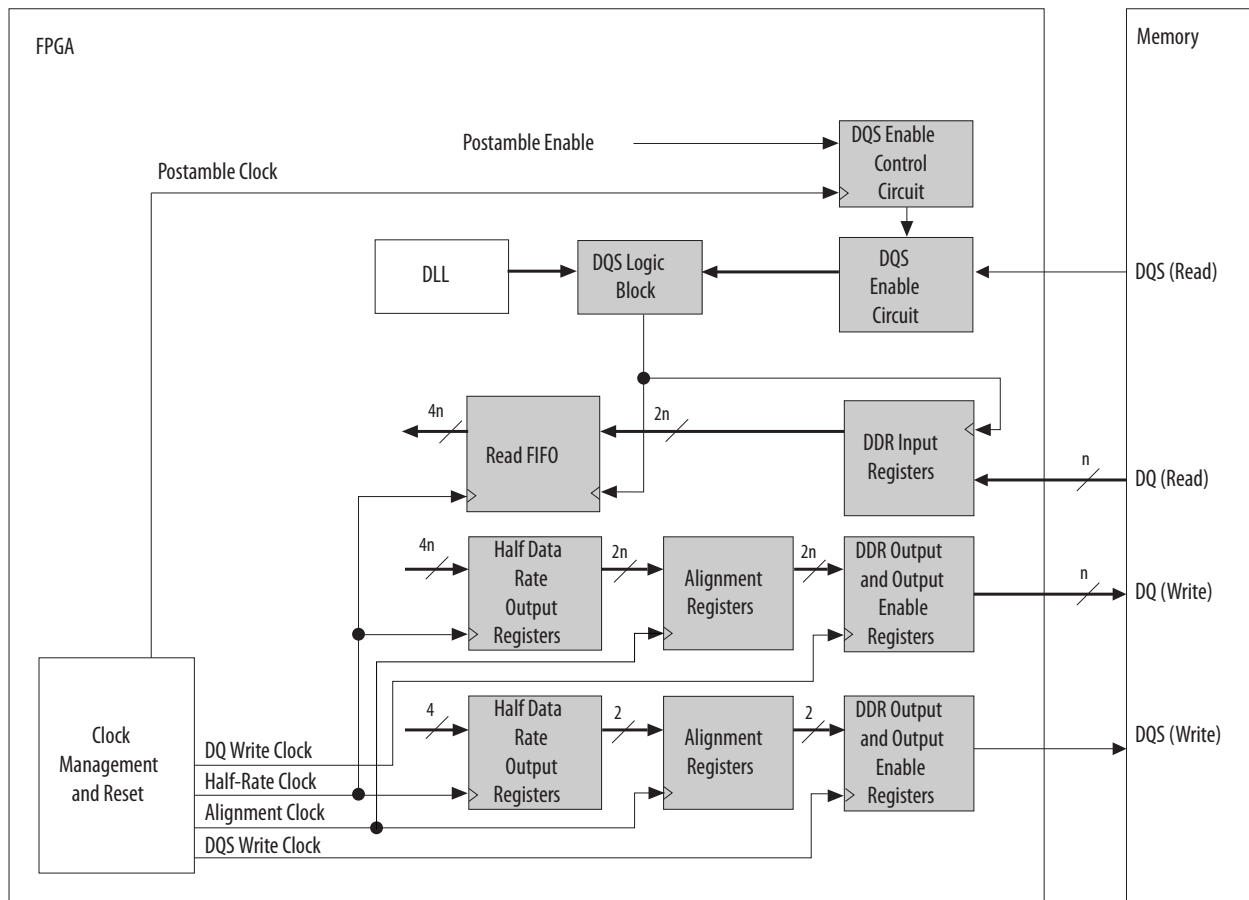 FPGA
Memory
Postamble Enable
DQS Enable
Control
Circuit
Postamble Clock
DLL
DQS Logic
Block
DQS
Enable
Circuit
DQS (Read)
4n
Read FIFO
2n
DDR Input
Registers
n
DQ (Read)
4n
Half Data
Rate
Output
Registers
2n
Alignment
Registers
2n
DDR Output
and Output
Enable
Registers
n
DQ (Write)
4
Half Data
Rate
Output
Registers
2
Alignment
Registers
2
DDR Output
and Output
Enable
Registers
DQS (Write)
Clock
Management
and Reset
DQ Write Clock
Half-Rate Clock
Alignment Clock
DQS Write Clock